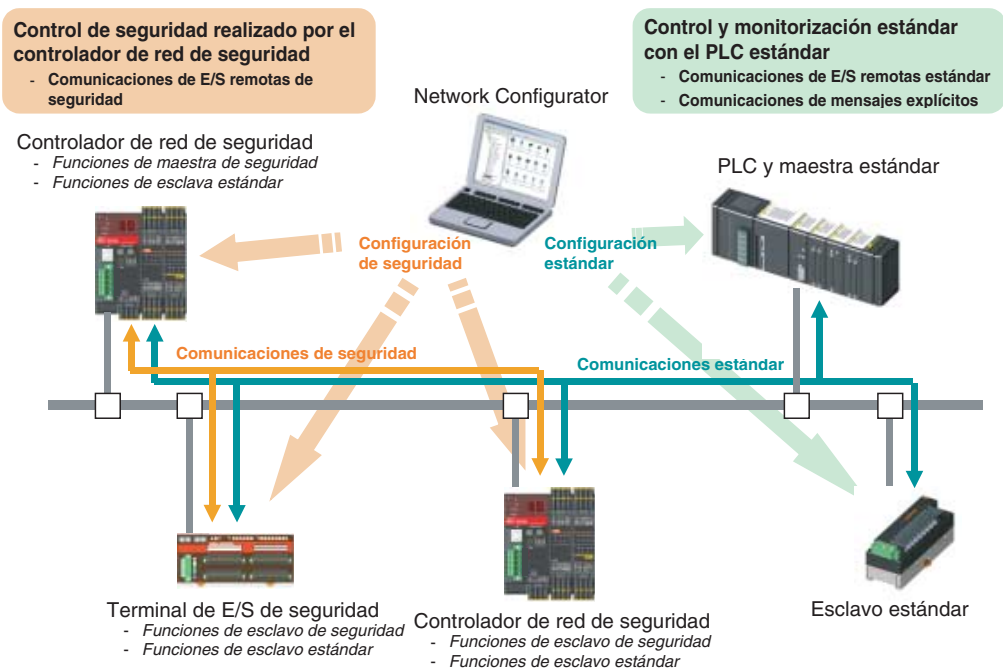 Control de seguridad realizado por el
controlador de red de seguridad
- Comunicaciones de E/S remotas de
seguridad
Control y monitorización estándar
con el PLC estándar
- Comunicaciones de E/S remotas estándar
- Comunicaciones de mensajes explícitos
Network Configurator
Controlador de red de seguridad
- Funciones de maestra de seguridad
- Funciones de esclava estándar
PLC y maestra estándar
Configuración
de seguridad
Configuración
estándar
Comunicaciones de seguridad
Comunicaciones estándar
Terminal de E/S de seguridad
- Funciones de esclavo de seguridad
- Funciones de esclavo estándar
Controlador de red de seguridad
- Funciones de esclavo de seguridad
- Funciones de esclavo estándar
Esclavo estándar